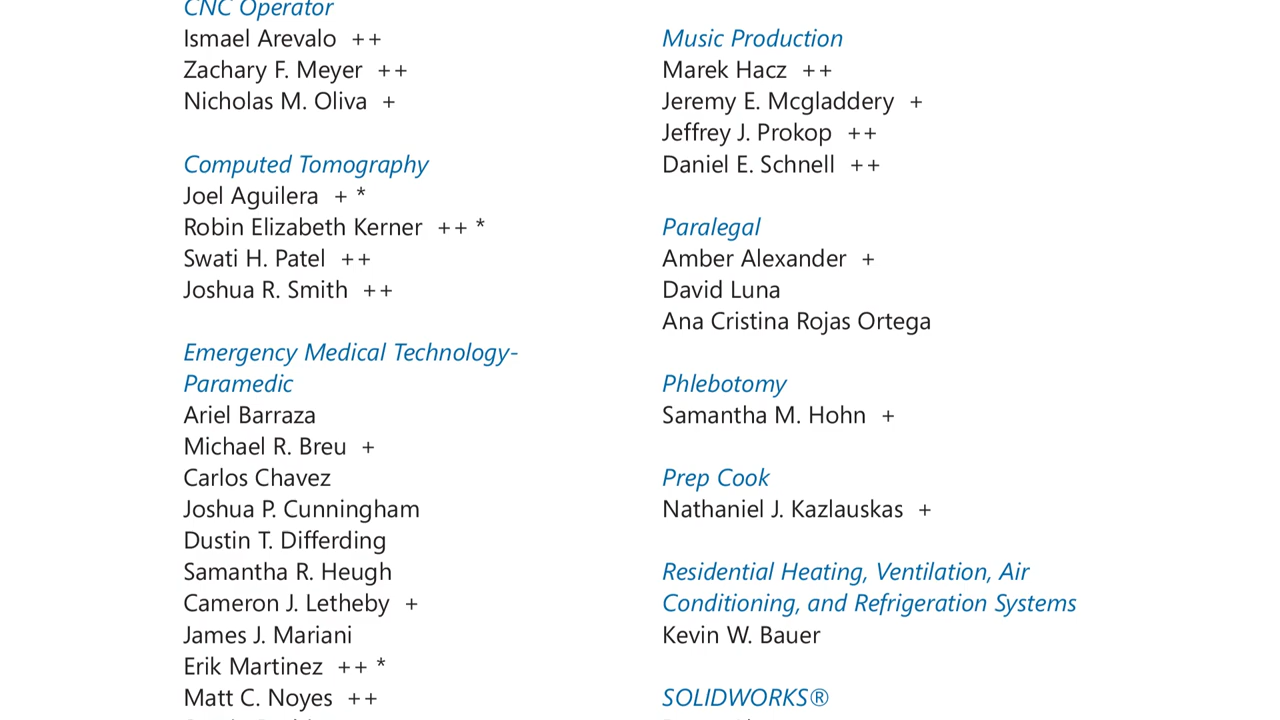 CNC Operator
Ismael Arevalo ++
Zachary F. Meyer ++
Nicholas M. Oliva +
Computed Tomography
Joel Aguilera + *
Robin Elizabeth Kerner ++ *
Swati H. Patel ++
Joshua R. Smith ++
Emergency Medical Technology-
Paramedic
Ariel Barraza
Michael R. Breu +
Carlos Chavez
Joshua P. Cunningham
Dustin T. Differding
Samantha R. Heugh
Cameron J. Letheby +
James J. Mariani
Erik Martinez ++ *
Matt C. Noyes ++
Music Production
Marek Hacz ++
Jeremy E. Mcgladdery +
Jeffrey J. Prokop ++
Daniel E. Schnell ++
Paralegal
Amber Alexander +
David Luna
Ana Cristina Rojas Ortega
Phlebotomy
Samantha M. Hohn +
Prep Cook
Nathaniel J. Kazlauskas +
Residential Heating, Ventilation, Air
Conditioning, and Refrigeration Systems
Kevin W. Bauer
SOLIDWORKS®